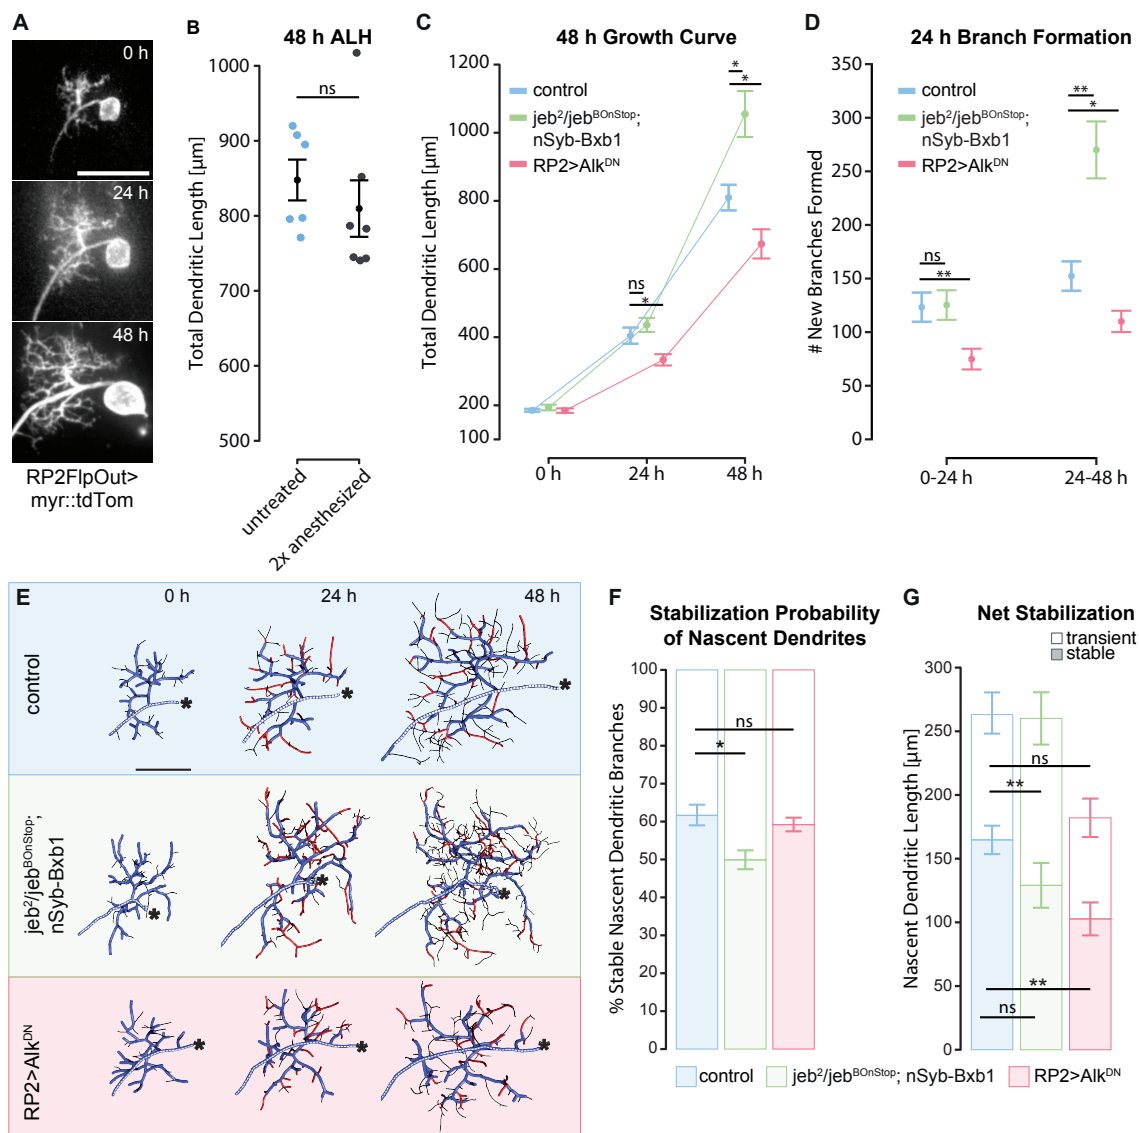 A
0 h
24 h
48 h
RP2FlpOut>
myr::tdTom
B
48 h ALH
Total Dendritic Length [µm]
1000
900
800
700
600
500
ns
untreated
2x anesthesized
C
48 h Growth Curve
Total Dendritic Length [µm]
1200
1000
800
600
400
200
100
control
jeb²/jebᴮᴼⁿˢᵗᵒᵖ;
nSyb-Bxb1
RP2>Alkᴰᴺ
*
*
ns
*
0 h
24 h
48 h
D
24 h Branch Formation
# New Branches Formed
350
300
250
200
150
100
50
0
control
jeb²/jebᴮᴼⁿˢᵗᵒᵖ;
nSyb-Bxb1
RP2>Alkᴰᴺ
**
*
ns
**
0-24 h
24-48 h
E
0 h
24 h
48 h
control
*
*
*
jeb²/jebᴮᴼⁿˢᵗᵒᵖ;
nSyb-Bxb1
*
*
*
RP2>Alkᴰᴺ
*
*
*
F
Stabilization Probability
of Nascent Dendrites
% Stable Nascent Dendritic Branches
100
90
80
70
60
50
40
30
20
10
0
ns
*
G
Net Stabilization
transient
stable
Nascent Dendritic Length [µm]
300
250
200
150
100
50
0
ns
**
**
ns
control
jeb²/jebᴮᴼⁿˢᵗᵒᵖ; nSyb-Bxb1
RP2>Alkᴰᴺ